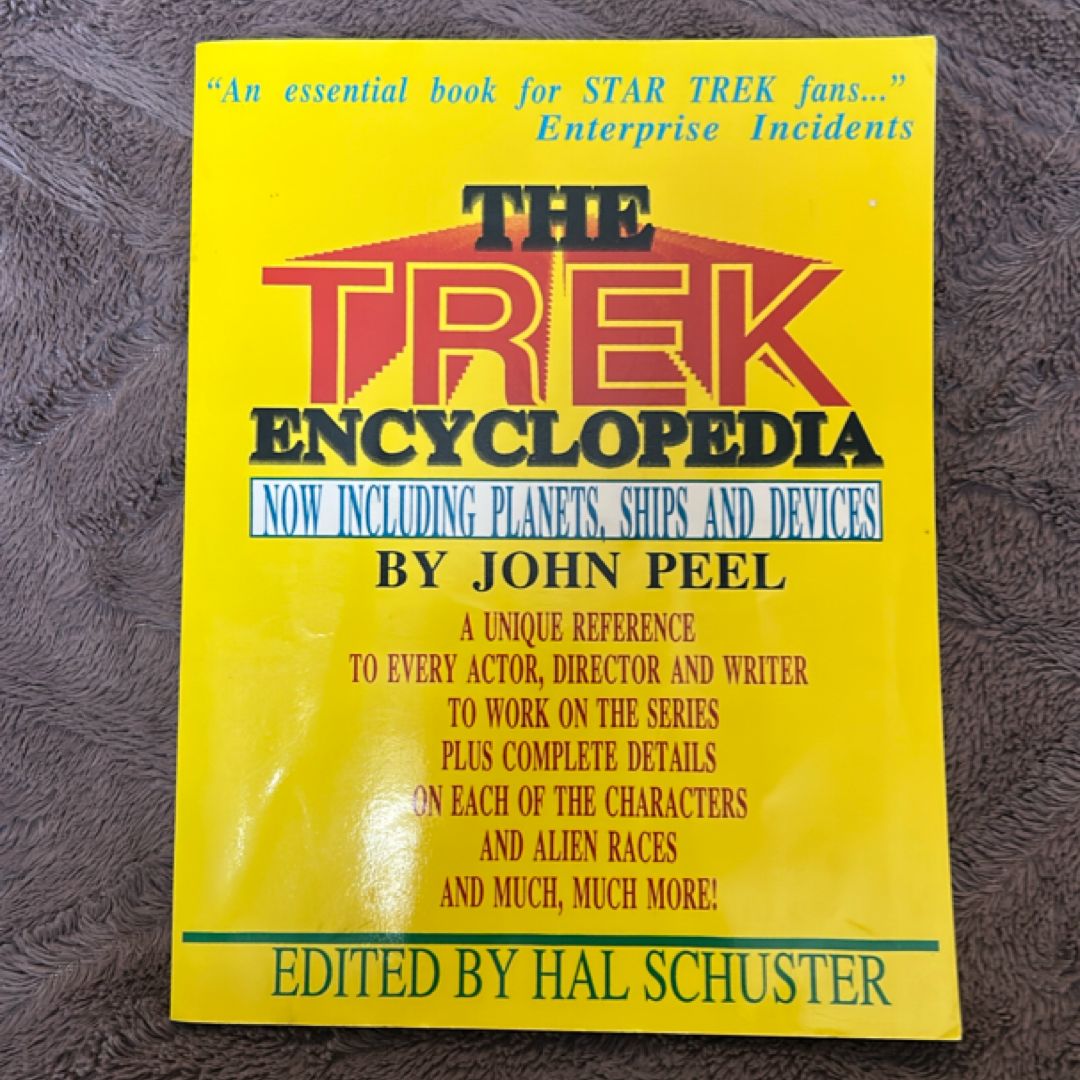 “An essential book for STAR TREK fans...”
Enterprise Incidents
THE
TREK
ENCYCLOPEDIA
NOW INCLUDING PLANETS, SHIPS AND DEVICES
BY JOHN PEEL
A UNIQUE REFERENCE
TO EVERY ACTOR, DIRECTOR AND WRITER
TO WORK ON THE SERIES
PLUS COMPLETE DETAILS
ON EACH OF THE CHARACTERS
AND ALIEN RACES
AND MUCH, MUCH MORE!
EDITED BY HAL SCHUSTER